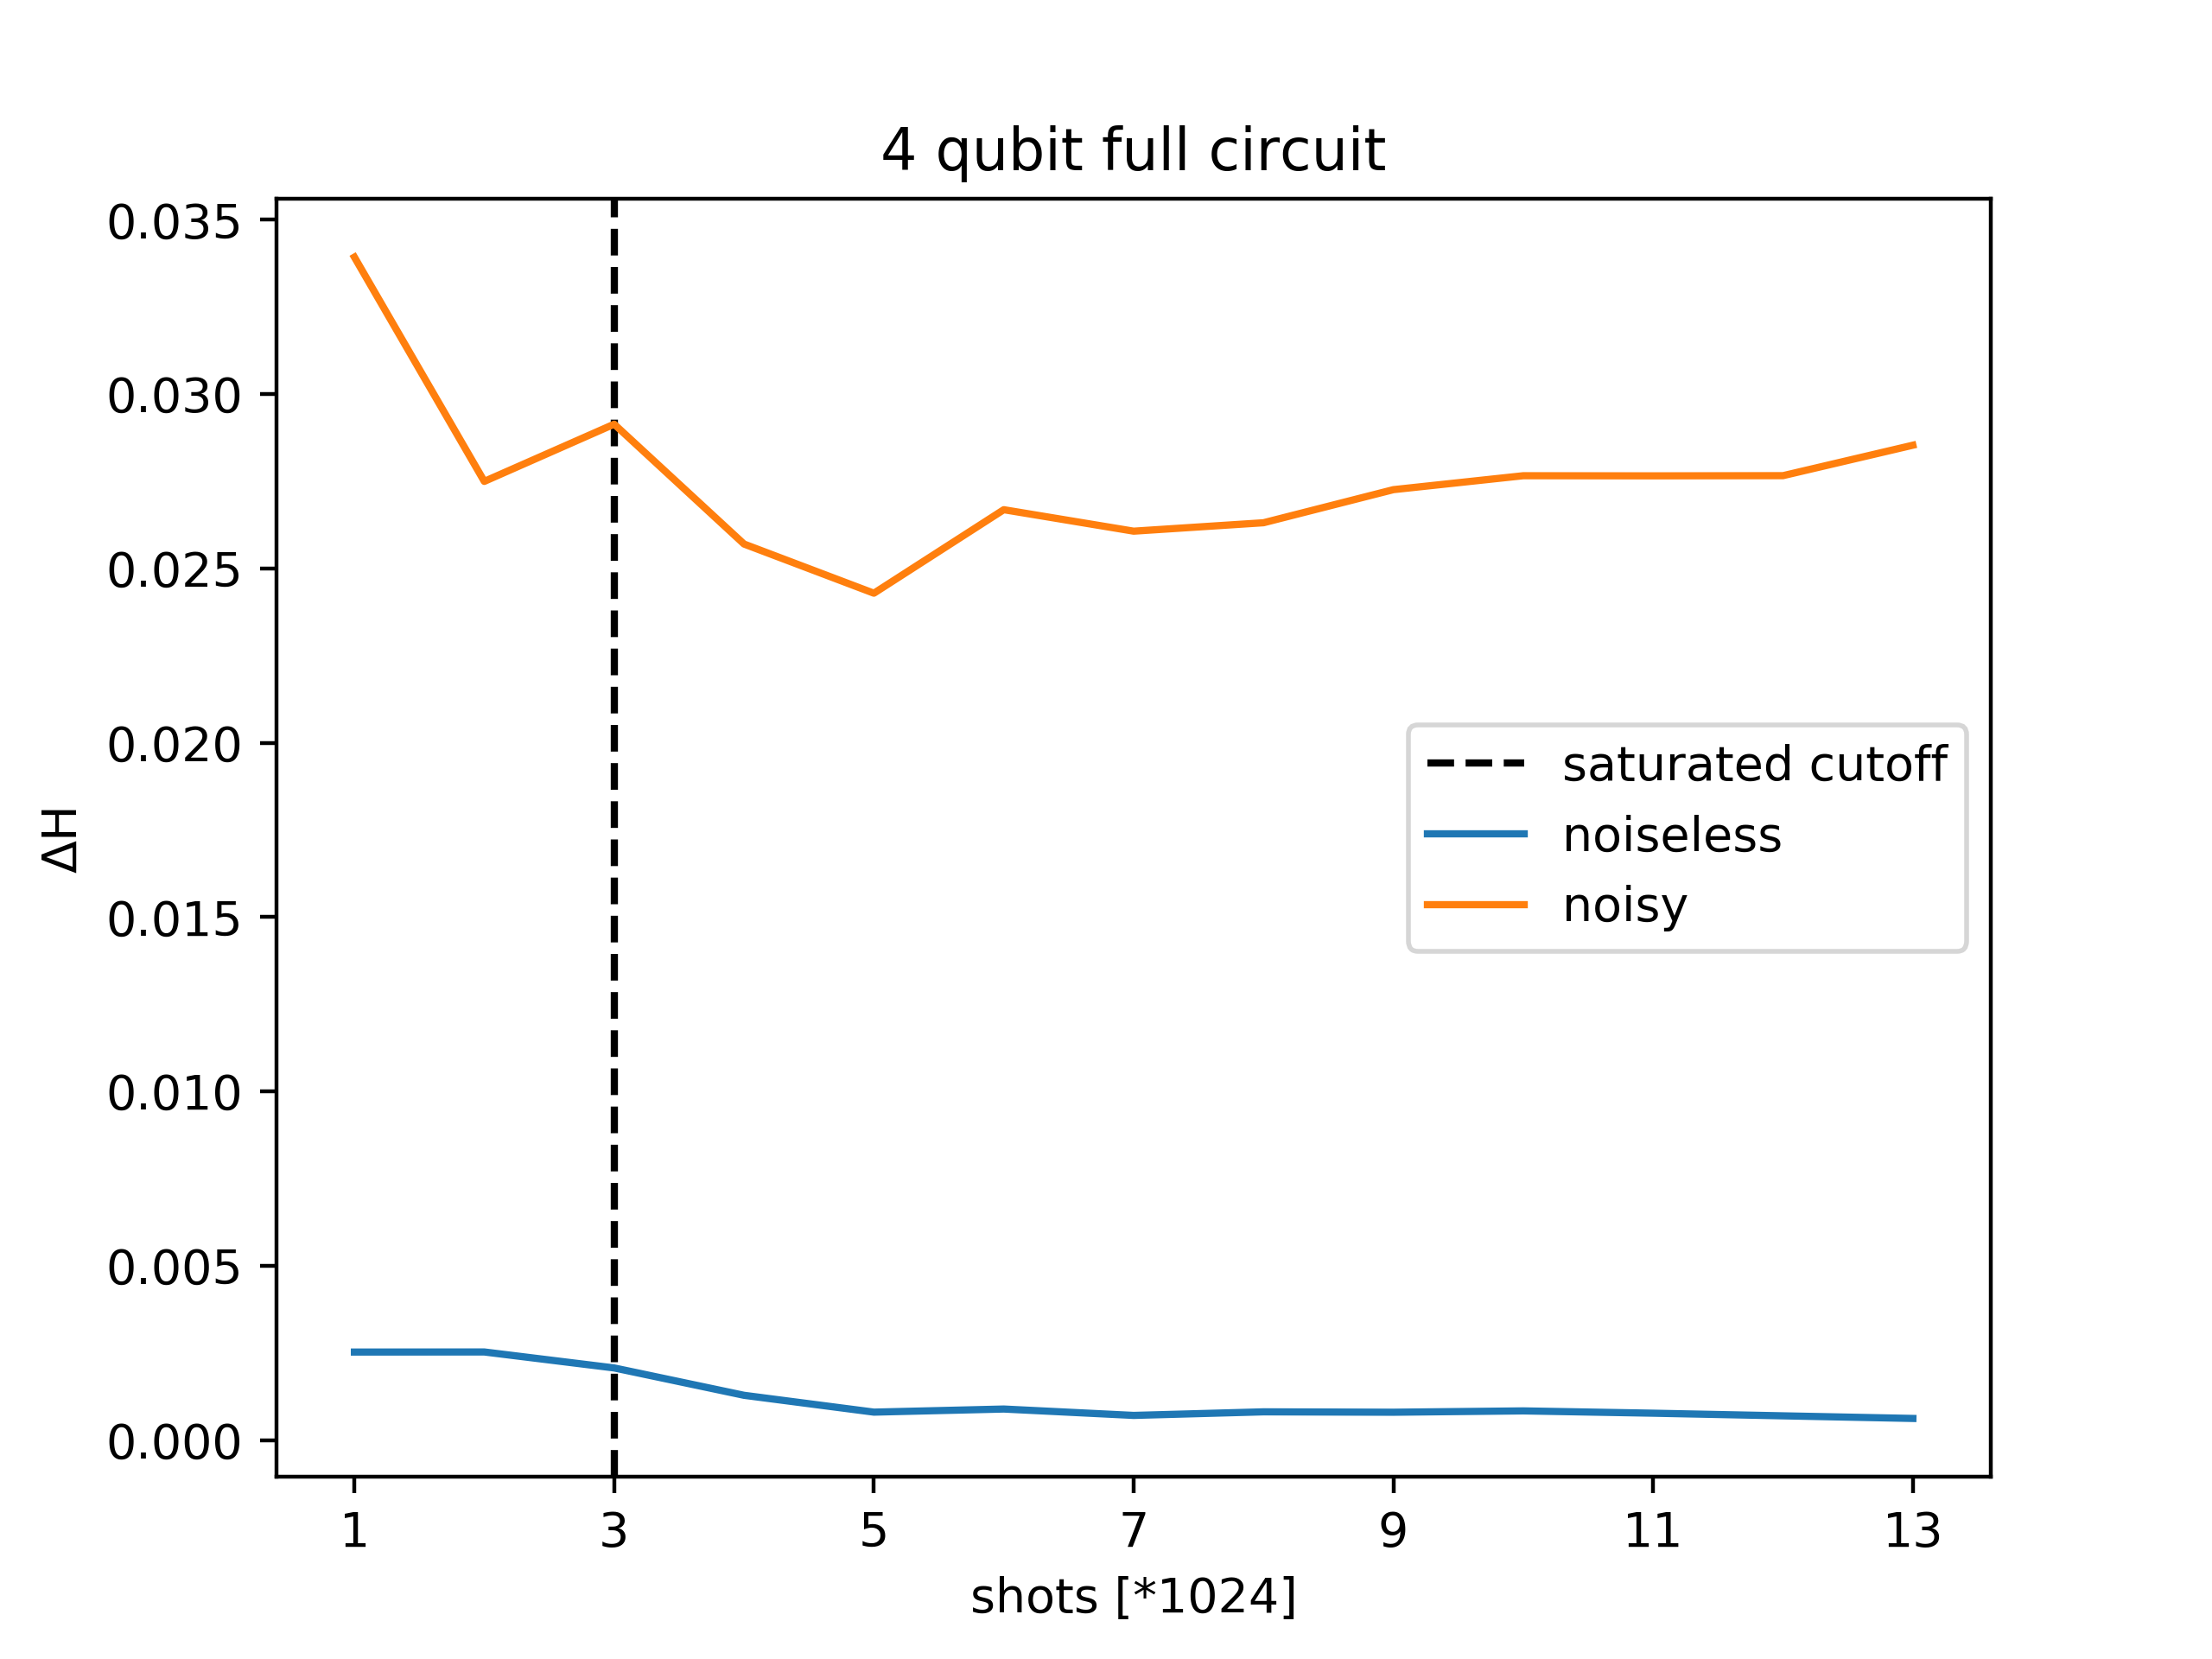 4 qubit full circuit
0.035
0.030
0.025
0.020
0.015
0.010
0.005
0.000
ΔH
saturated cutoff
noiseless
noisy
1 3 5 7 9 11 13
shots [*1024]